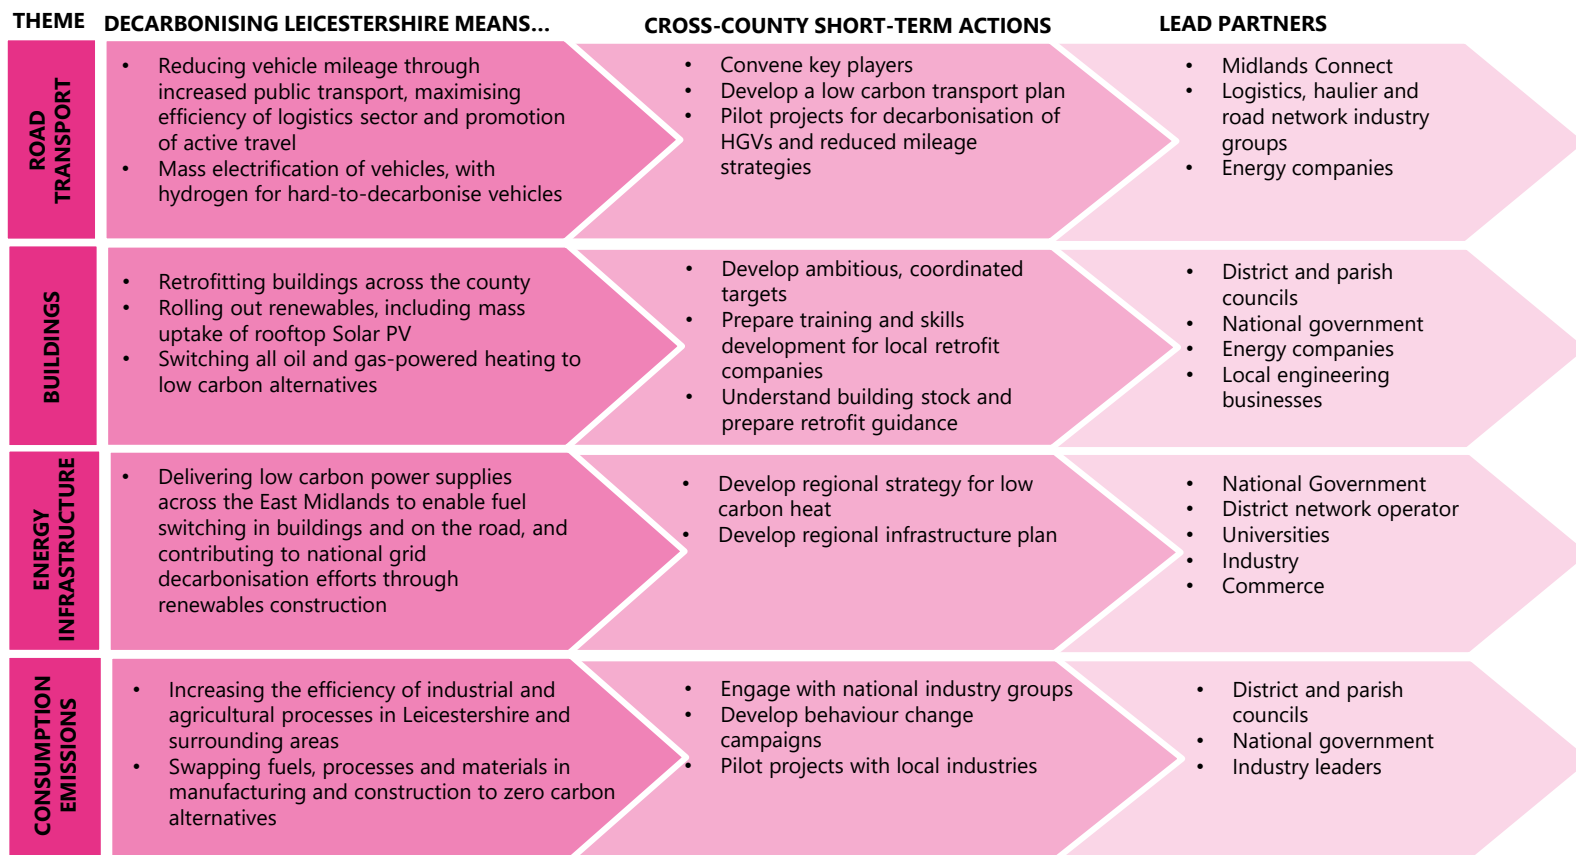 THEME
DECARBONISING LEICESTERSHIRE MEANS...
CROSS-COUNTY SHORT-TERM ACTIONS
LEAD PARTNERS
ROAD
TRANSPORT
• Reducing vehicle mileage through
increased public transport, maximising
efficiency of logistics sector and promotion
of active travel
• Mass electrification of vehicles, with
hydrogen for hard-to-decarbonise vehicles
• Convene key players
• Develop a low carbon transport plan
• Pilot projects for decarbonisation of
HGVs and reduced mileage
strategies
• Midlands Connect
• Logistics, haulier and
road network industry
groups
• Energy companies
BUILDINGS
• Retrofitting buildings across the county
• Rolling out renewables, including mass
uptake of rooftop Solar PV
• Switching all oil and gas-powered heating to
low carbon alternatives
• Develop ambitious, coordinated
targets
• Prepare training and skills
development for local retrofit
companies
• Understand building stock and
prepare retrofit guidance
• District and parish
councils
• National government
• Energy companies
• Local engineering
businesses
ENERGY
INFRASTRUCTURE
• Delivering low carbon power supplies
across the East Midlands to enable fuel
switching in buildings and on the road, and
contributing to national grid
decarbonisation efforts through
renewables construction
• Develop regional strategy for low
carbon heat
• Develop regional infrastructure plan
• National Government
• District network operator
• Universities
• Industry
• Commerce
CONSUMPTION
EMISSIONS
• Increasing the efficiency of industrial and
agricultural processes in Leicestershire and
surrounding areas
• Swapping fuels, processes and materials in
manufacturing and construction to zero carbon
alternatives
• Engage with national industry groups
• Develop behaviour change
campaigns
• Pilot projects with local industries
• District and parish
councils
• National government
• Industry leaders